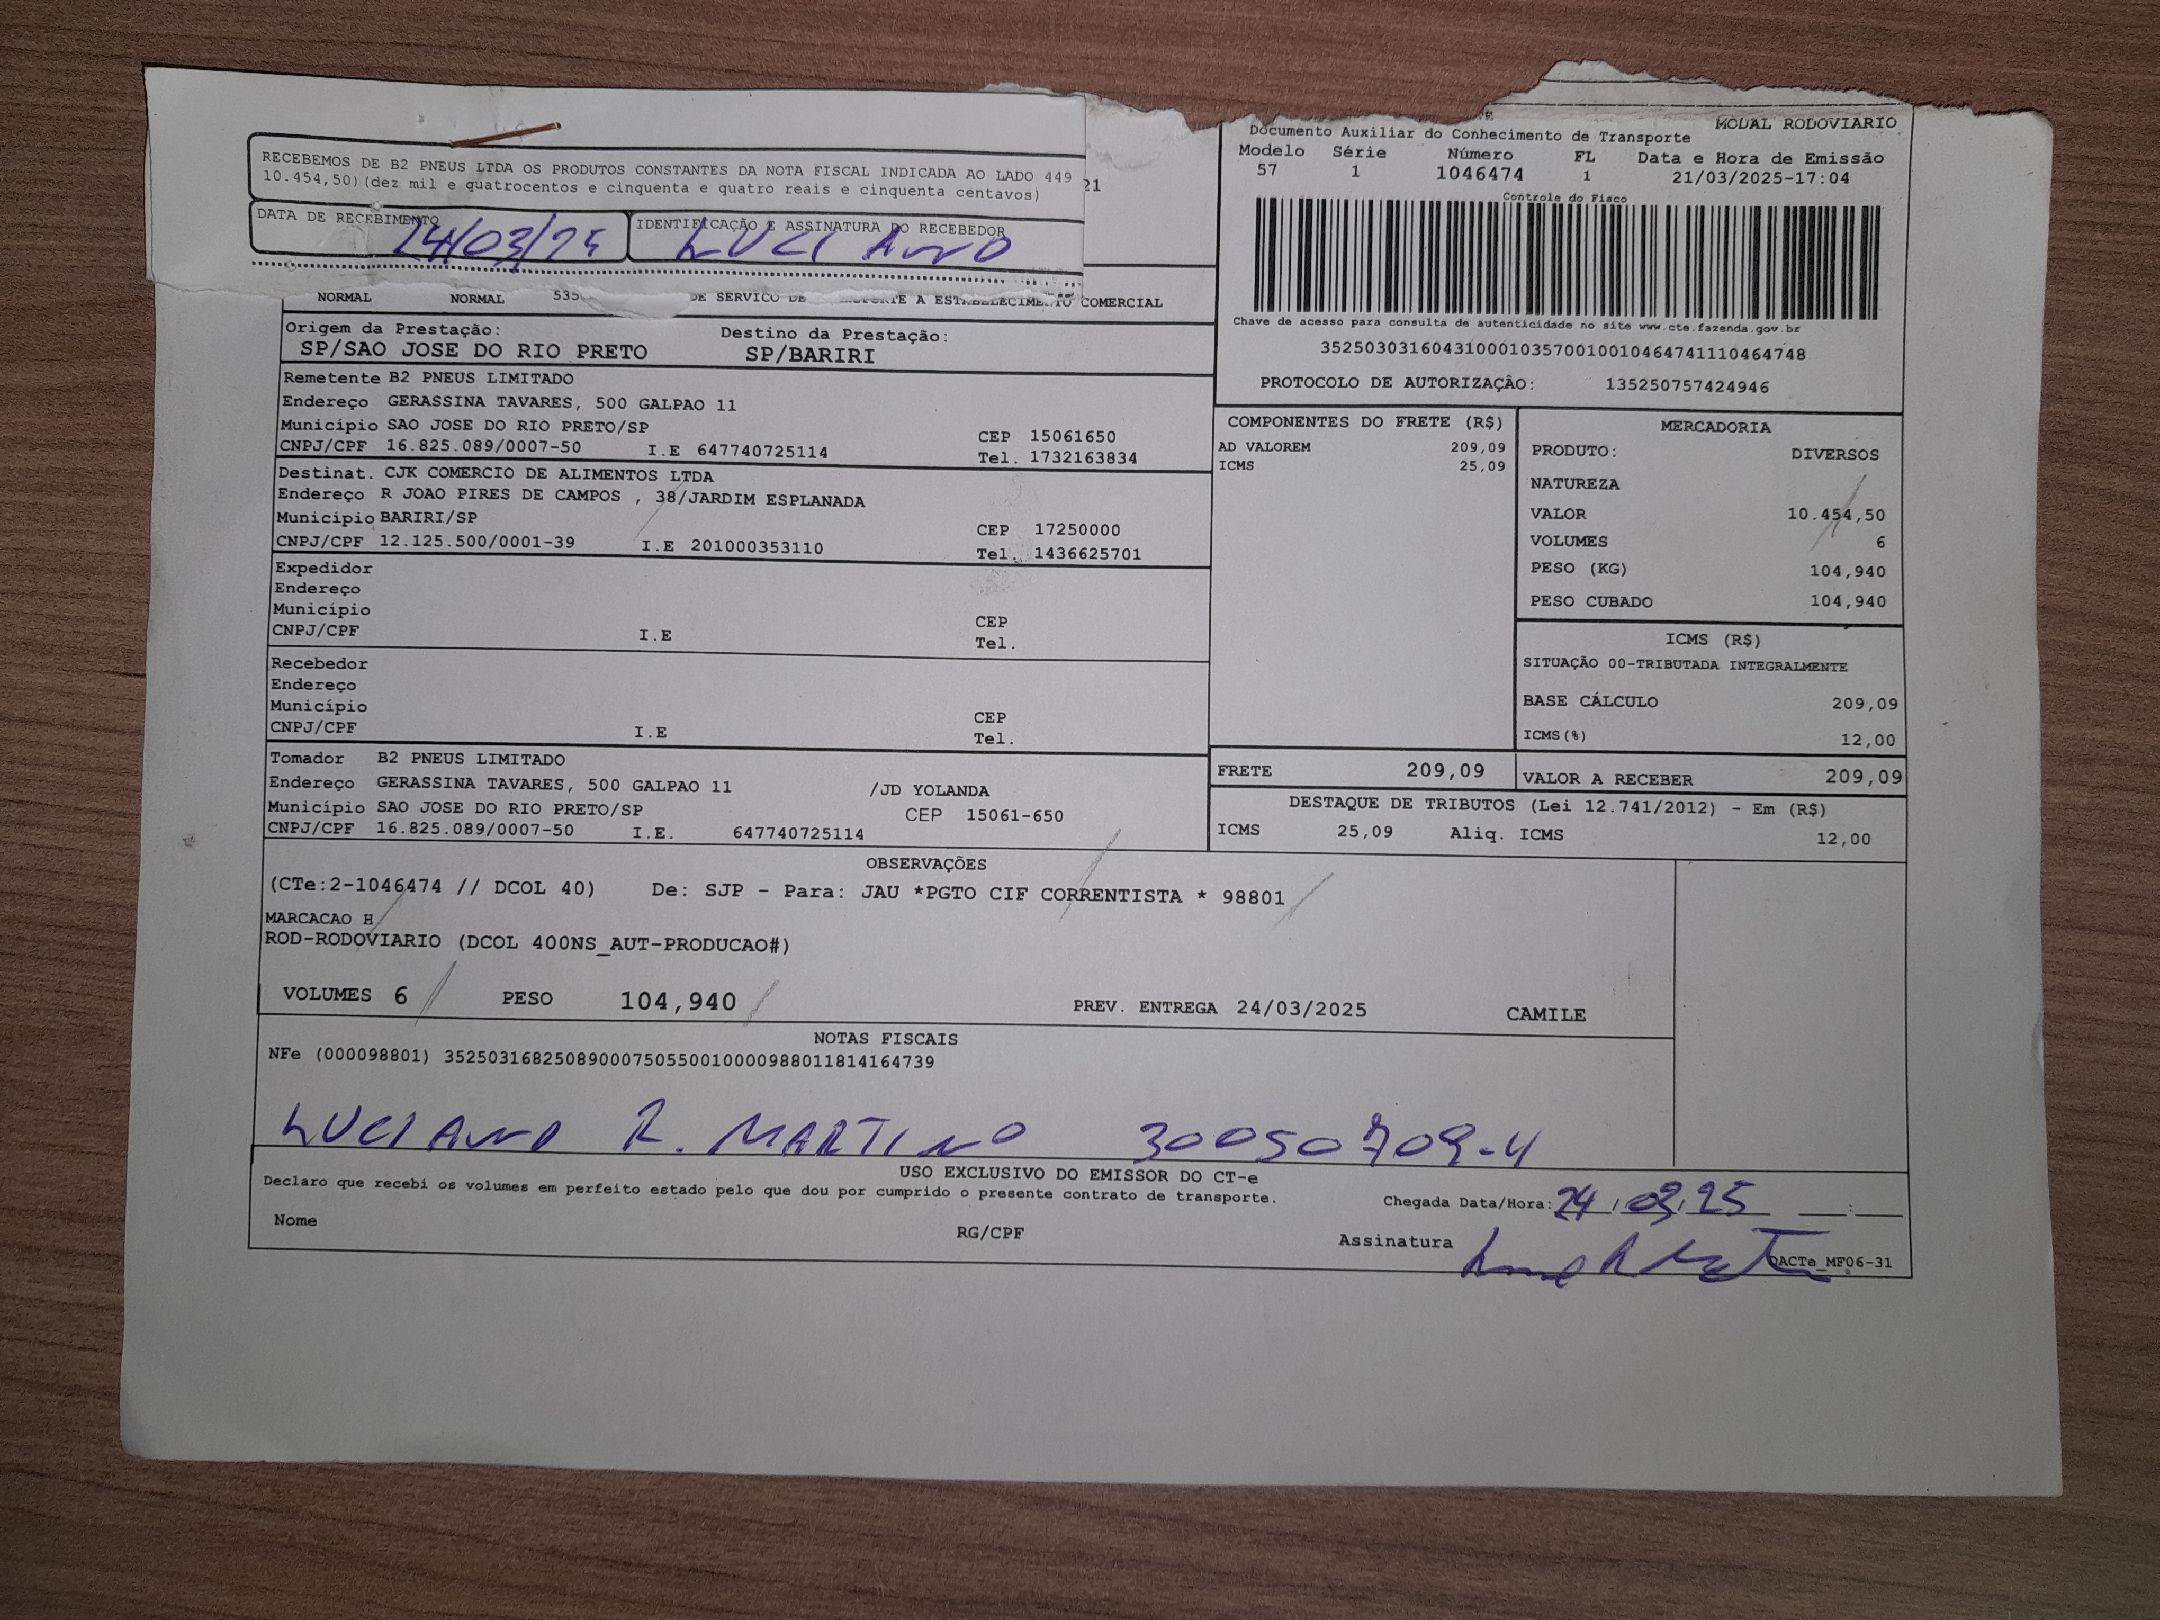 RECEBEMOS DE B2 PNEUS LTDA OS PRODUTOS CONSTANTES DA NOTA FISCAL INDICADA AO LADO 449
10.454,50)(dez mil e quatrocentos e cinquenta e quatro reais e cinquenta centavos)
DATA DE RECEBIMENTO
24/03/25
IDENTIFICAÇÃO E ASSINATURA DO RECEBEDOR
LUCIANO
21
MODAL RODOVIARIO
Documento Auxiliar do Conhecimento de Transporte
Modelo Série Número FL Data e Hora de Emissão
57 1 1046474 1 21/03/2025-17:04
Controle do Fisco
Chave de acesso para consulta de autenticidade no site www.cte.fazenda.gov.br
35250303160431000103570010010464741110464748
PROTOCOLO DE AUTORIZAÇÃO: 135250757424946
NORMAL NORMAL DE SERVICO DE A ESTABELECIMENTO COMERCIAL
Origem da Prestação: Destino da Prestação:
SP/SAO JOSE DO RIO PRETO SP/BARIRI
Remetente B2 PNEUS LIMITADO
Endereço GERASSINA TAVARES, 500 GALPAO 11
Município SAO JOSE DO RIO PRETO/SP CEP 15061650
CNPJ/CPF 16.825.089/0007-50 I.E 647740725114 Tel. 1732163834
Destinat. CJK COMERCIO DE ALIMENTOS LTDA
Endereço R JOAO PIRES DE CAMPOS , 38/JARDIM ESPLANADA
Município BARIRI/SP CEP 17250000
CNPJ/CPF 12.125.500/0001-39 I.E 201000353110 Tel. 1436625701
Expedidor
Endereço
Município CEP
CNPJ/CPF I.E Tel.
Recebedor
Endereço
Município CEP
CNPJ/CPF I.E Tel.
Tomador B2 PNEUS LIMITADO
Endereço GERASSINA TAVARES, 500 GALPAO 11 /JD YOLANDA
Município SAO JOSE DO RIO PRETO/SP CEP 15061-650
CNPJ/CPF 16.825.089/0007-50 I.E. 647740725114
COMPONENTES DO FRETE (R$)
AD VALOREM 209,09
ICMS 25,09
MERCADORIA
PRODUTO: DIVERSOS
NATUREZA
VALOR 10.454,50
VOLUMES 6
PESO (KG) 104,940
PESO CUBADO 104,940
ICMS (R$)
SITUAÇÃO 00-TRIBUTADA INTEGRALMENTE
BASE CÁLCULO 209,09
ICMS(%) 12,00
FRETE 209,09 VALOR A RECEBER 209,09
DESTAQUE DE TRIBUTOS (Lei 12.741/2012) - Em (R$)
ICMS 25,09 Aliq. ICMS 12,00
OBSERVAÇÕES
(CTe:2-1046474 // DCOL 40) De: SJP - Para: JAU *PGTO CIF CORRENTISTA * 98801
MARCACAO H
ROD-RODOVIARIO (DCOL 400NS_AUT-PRODUCAO#)
VOLUMES 6 PESO 104,940 PREV. ENTREGA 24/03/2025 CAMILE
NOTAS FISCAIS
NFe (000098801) 35250316825089000750550010000988011814164739
LUCIANO R. MARTINO 30050709-4
USO EXCLUSIVO DO EMISSOR DO CT-e
Declaro que recebi os volumes em perfeito estado pelo que dou por cumprido o presente contrato de transporte.
Chegada Data/Hora: 24/03/25 __:__
Nome RG/CPF Assinatura
DACTe_MF06-31